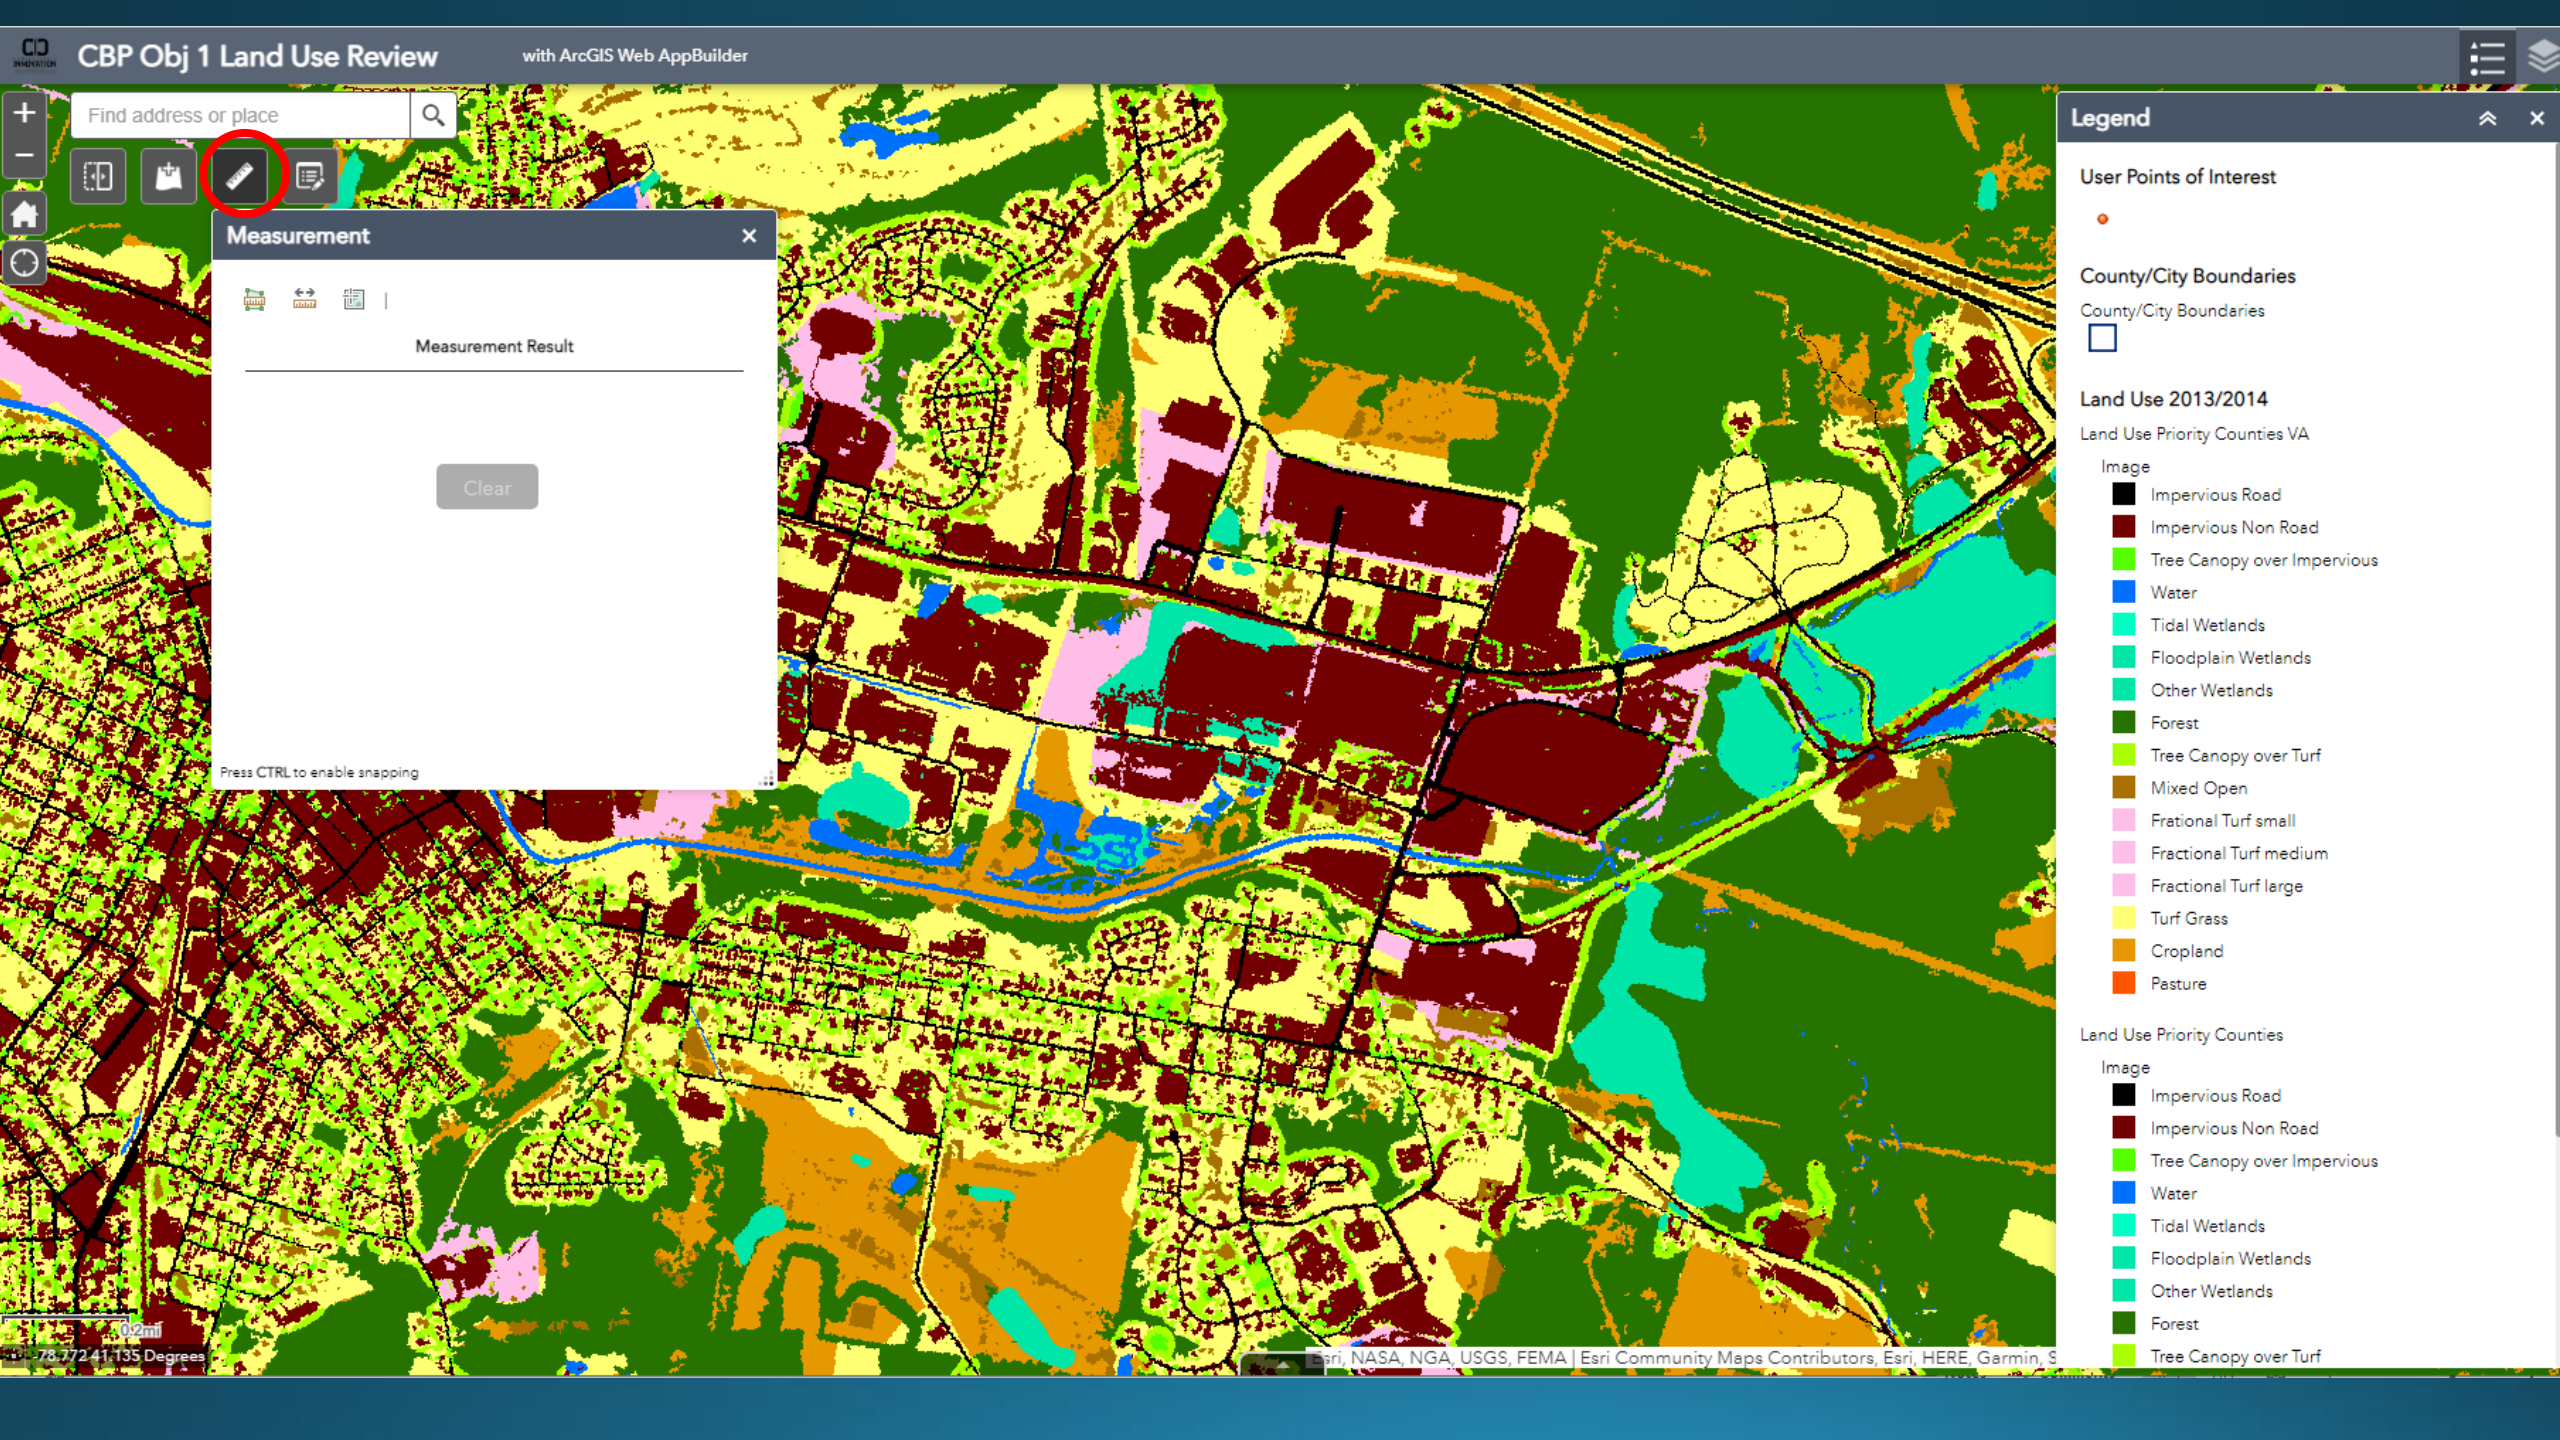 CBP Obj 1 Land Use Review
with ArcGIS Web AppBuilder
INNOVATION
Find address or place
Measurement
Measurement Result
Clear
Press CTRL to enable snapping
0.2mi
-78.772 41.135 Degrees
Esri, NASA, NGA, USGS, FEMA | Esri Community Maps Contributors, Esri, HERE, Garmin, S
Legend
User Points of Interest
County/City Boundaries
County/City Boundaries
Land Use 2013/2014
Land Use Priority Counties VA
Image
Impervious Road
Impervious Non Road
Tree Canopy over Impervious
Water
Tidal Wetlands
Floodplain Wetlands
Other Wetlands
Forest
Tree Canopy over Turf
Mixed Open
Frational Turf small
Fractional Turf medium
Fractional Turf large
Turf Grass
Cropland
Pasture
Land Use Priority Counties
Image
Impervious Road
Impervious Non Road
Tree Canopy over Impervious
Water
Tidal Wetlands
Floodplain Wetlands
Other Wetlands
Forest
Tree Canopy over Turf